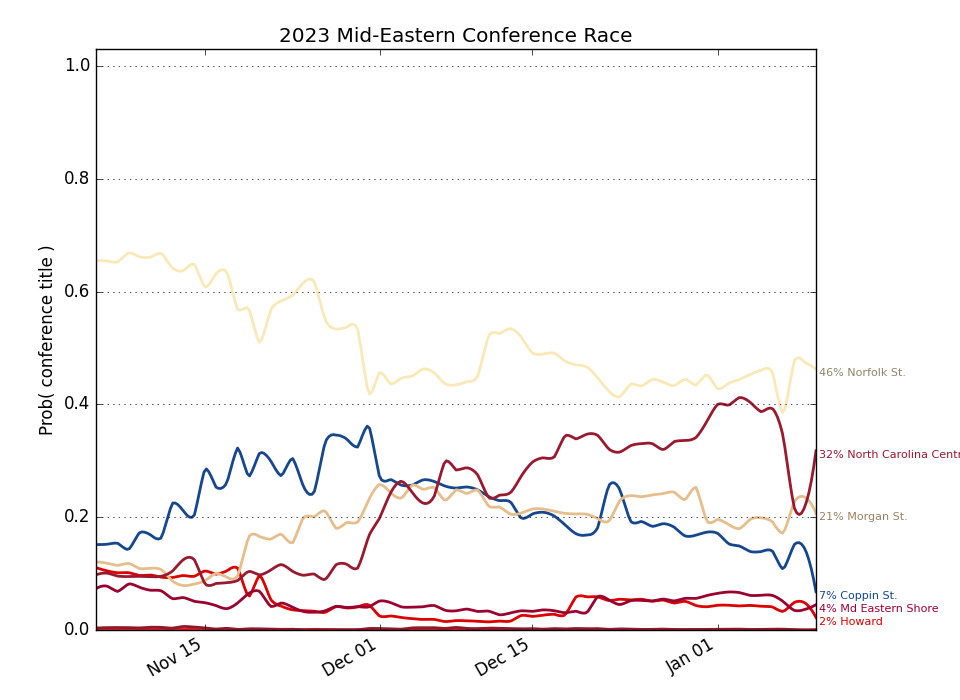 2023 Mid-Eastern Conference Race
1.0
0.8
0.6
0.4
0.2
0.0
Prob( conference title )
46% Norfolk St.
32% North Carolina Centr
21% Morgan St.
7% Coppin St.
4% Md Eastern Shore
2% Howard
Nov 15
Dec 01
Dec 15
Jan 01